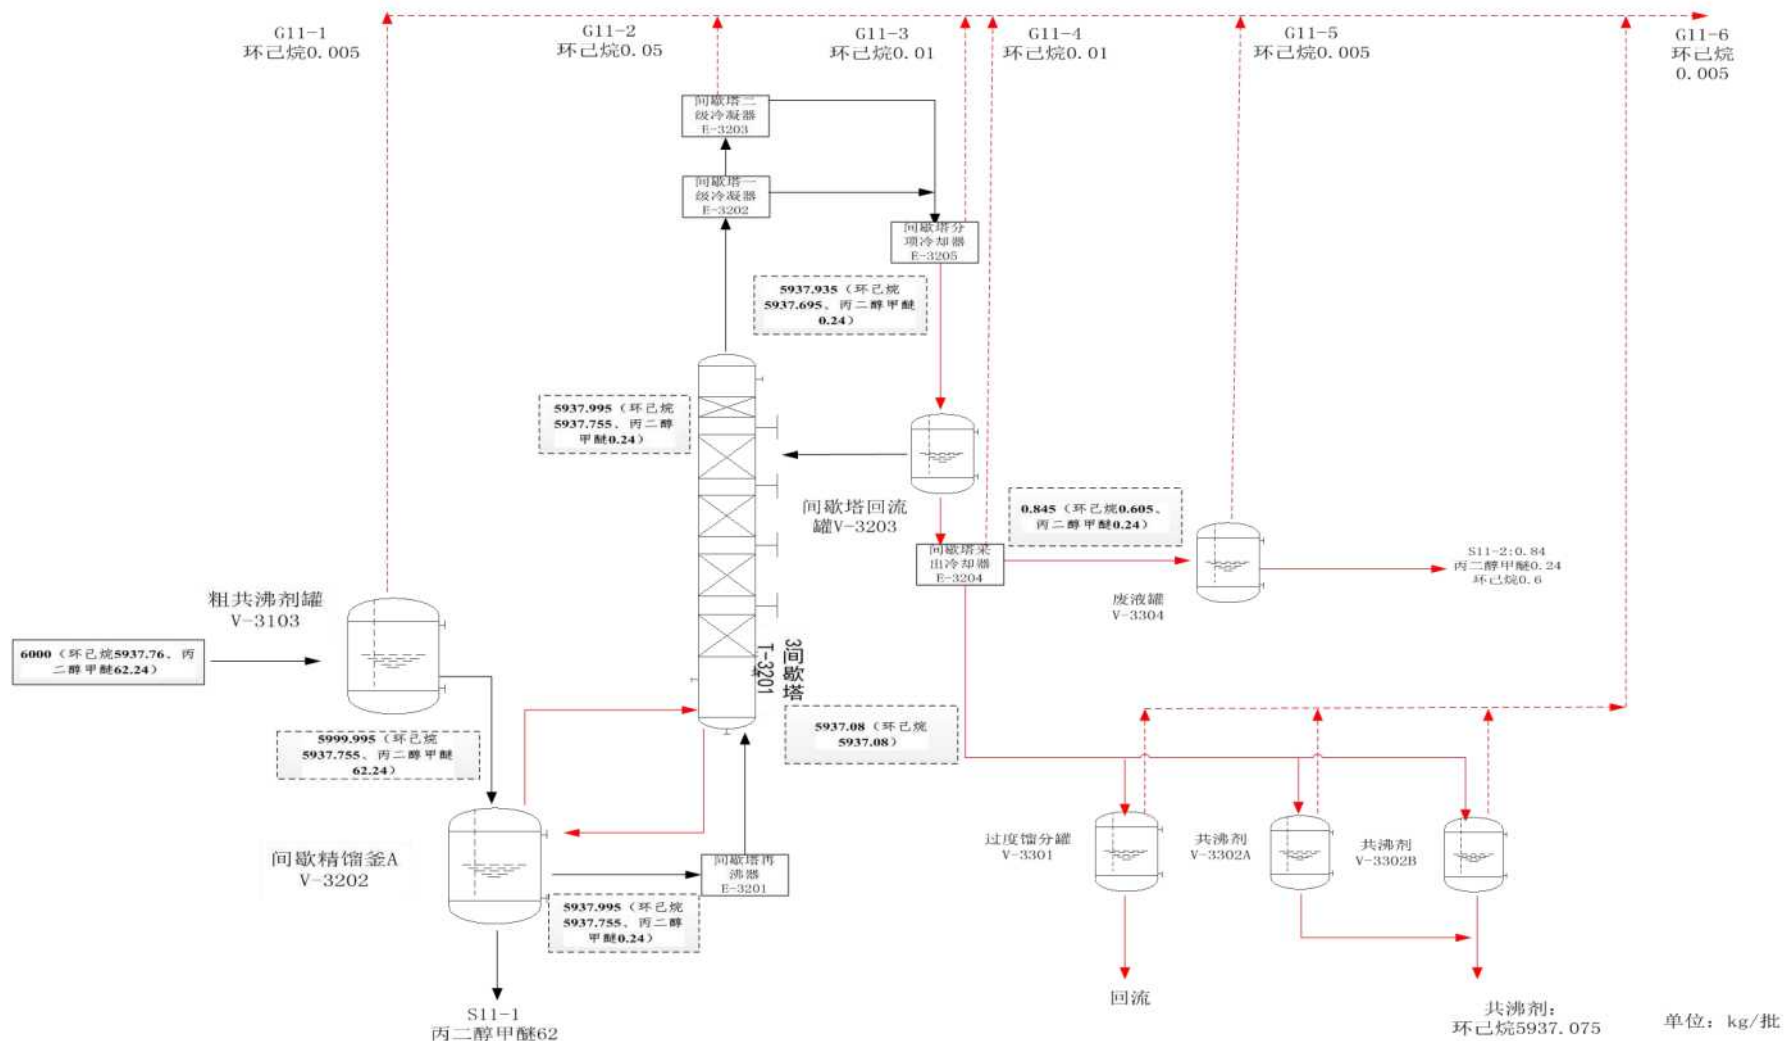 G11-1
环己烷0.005
G11-2
环己烷0.05
G11-3
环己烷0.01
G11-4
环己烷0.01
G11-5
环己烷0.005
G11-6
环己烷
0.005
间歇塔二
级冷凝器
E-3203
间歇塔一
级冷凝器
E-3202
间歇塔分
项冷却器
E-3205
5937.935（环己烷
5937.695、丙二醇甲醚
0.24）
5937.995（环己烷
5937.755、丙二醇
甲醚0.24）
间歇塔回流
罐V-3203
0.845（环己烷0.605、
丙二醇甲醚0.24）
间歇塔采
出冷却器
E-3204
S11-2:0.84
丙二醇甲醚0.24
环己烷0.6
废液罐
V-3304
粗共沸剂罐
V-3103
6000（环己烷5937.76、丙
二醇甲醚62.24）
3间歇塔
T-3201
5937.08（环己烷
5937.08）
5999.995（环己烷
5937.755、丙二醇甲醚
62.24）
间歇精馏釜A
V-3202
间歇塔再
沸器
E-3201
过度馏分罐
V-3301
共沸剂
V-3302A
共沸剂
V-3302B
5937.995（环己烷
5937.755、丙二醇
甲醚0.24）
S11-1
丙二醇甲醚62
回流
共沸剂：
环己烷5937.075
单位：kg/批